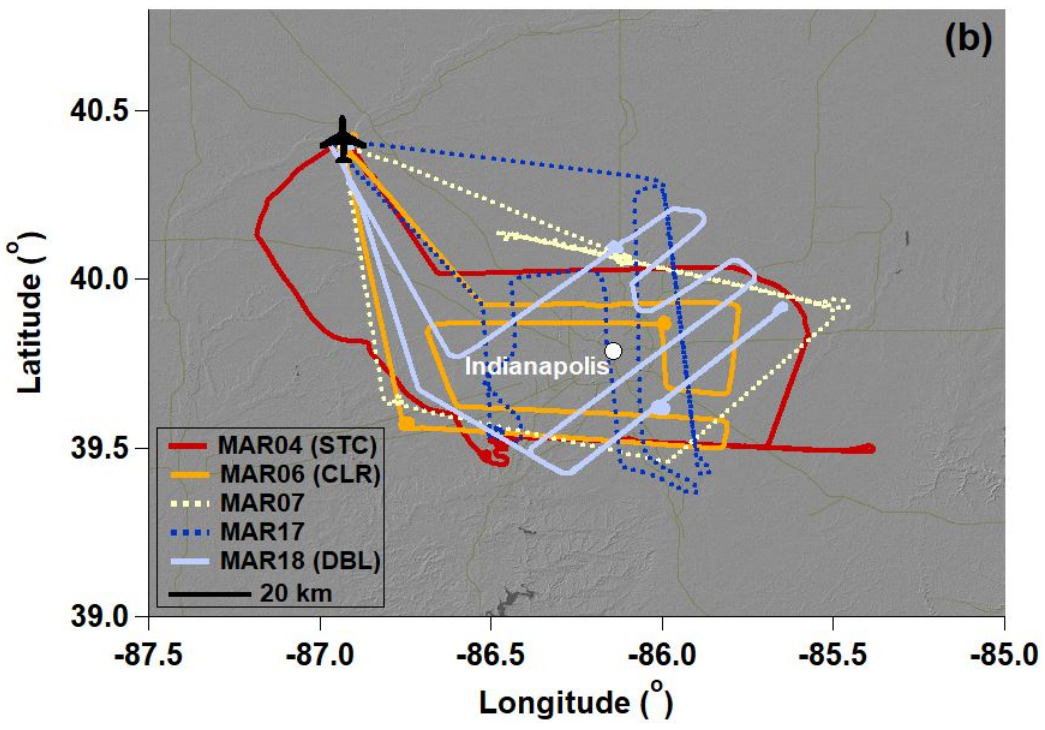 (b)
40.5
40.0
39.5
39.0
Latitude (°)
Indianapolis
MAR04 (STC)
MAR06 (CLR)
MAR07
MAR17
MAR18 (DBL)
20 km
-87.5 -87.0 -86.5 -86.0 -85.5 -85.0
Longitude (°)